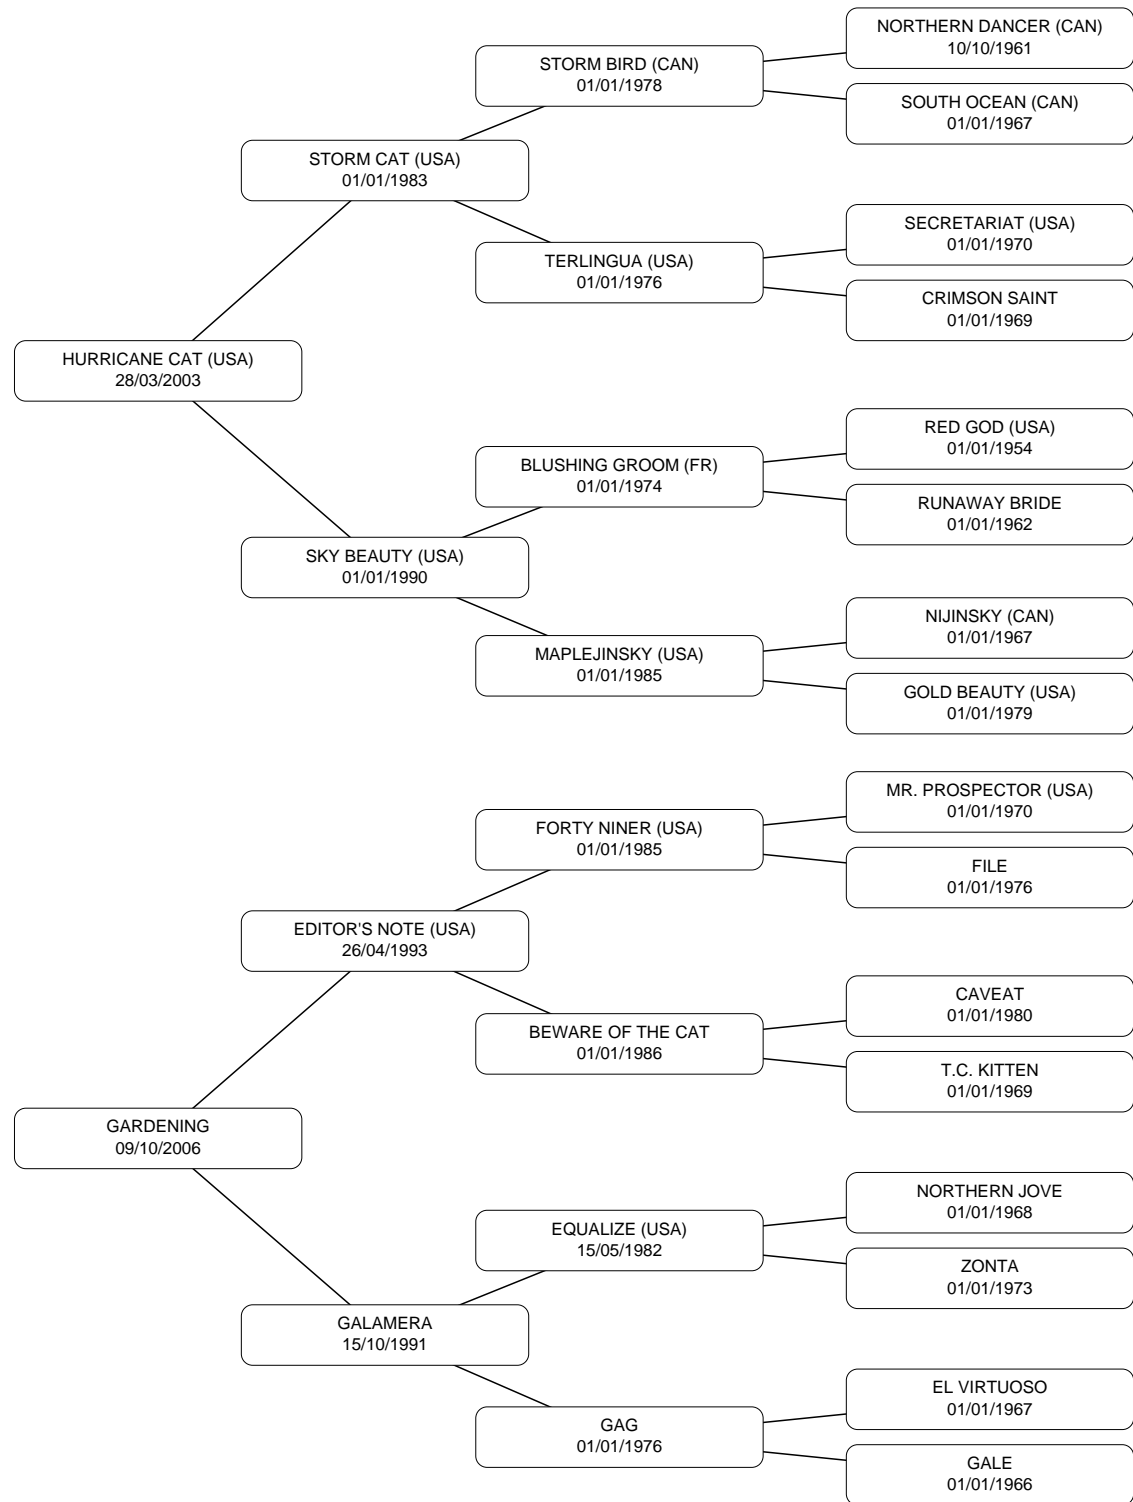 NORTHERN DANCER (CAN)
10/10/1961
STORM BIRD (CAN)
01/01/1978
SOUTH OCEAN (CAN)
01/01/1967
STORM CAT (USA)
01/01/1983
SECRETARIAT (USA)
01/01/1970
TERLINGUA (USA)
01/01/1976
CRIMSON SAINT
01/01/1969
HURRICANE CAT (USA)
28/03/2003
RED GOD (USA)
01/01/1954
BLUSHING GROOM (FR)
01/01/1974
RUNAWAY BRIDE
01/01/1962
SKY BEAUTY (USA)
01/01/1990
NIJINSKY (CAN)
01/01/1967
MAPLEJINSKY (USA)
01/01/1985
GOLD BEAUTY (USA)
01/01/1979
MR. PROSPECTOR (USA)
01/01/1970
FORTY NINER (USA)
01/01/1985
FILE
01/01/1976
EDITOR'S NOTE (USA)
26/04/1993
CAVEAT
01/01/1980
BEWARE OF THE CAT
01/01/1986
T.C. KITTEN
01/01/1969
GARDENING
09/10/2006
NORTHERN JOVE
01/01/1968
EQUALIZE (USA)
15/05/1982
ZONTA
01/01/1973
GALAMERA
15/10/1991
EL VIRTUOSO
01/01/1967
GAG
01/01/1976
GALE
01/01/1966